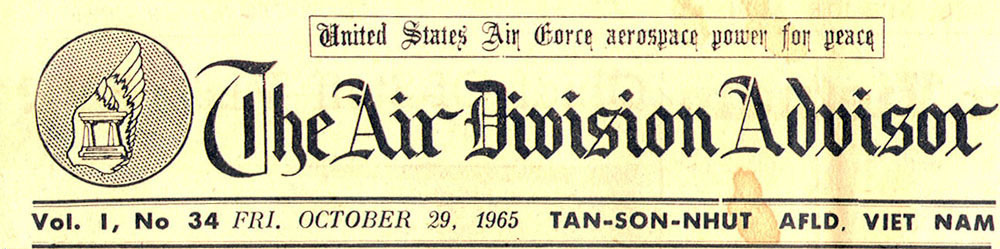 United States Air Force aerospace power for peace
The Air Division Advisor
Vol. I, No 34 FRI. OCTOBER 29, 1965 TAN-SON-NHUT AFLD. VIET NAM